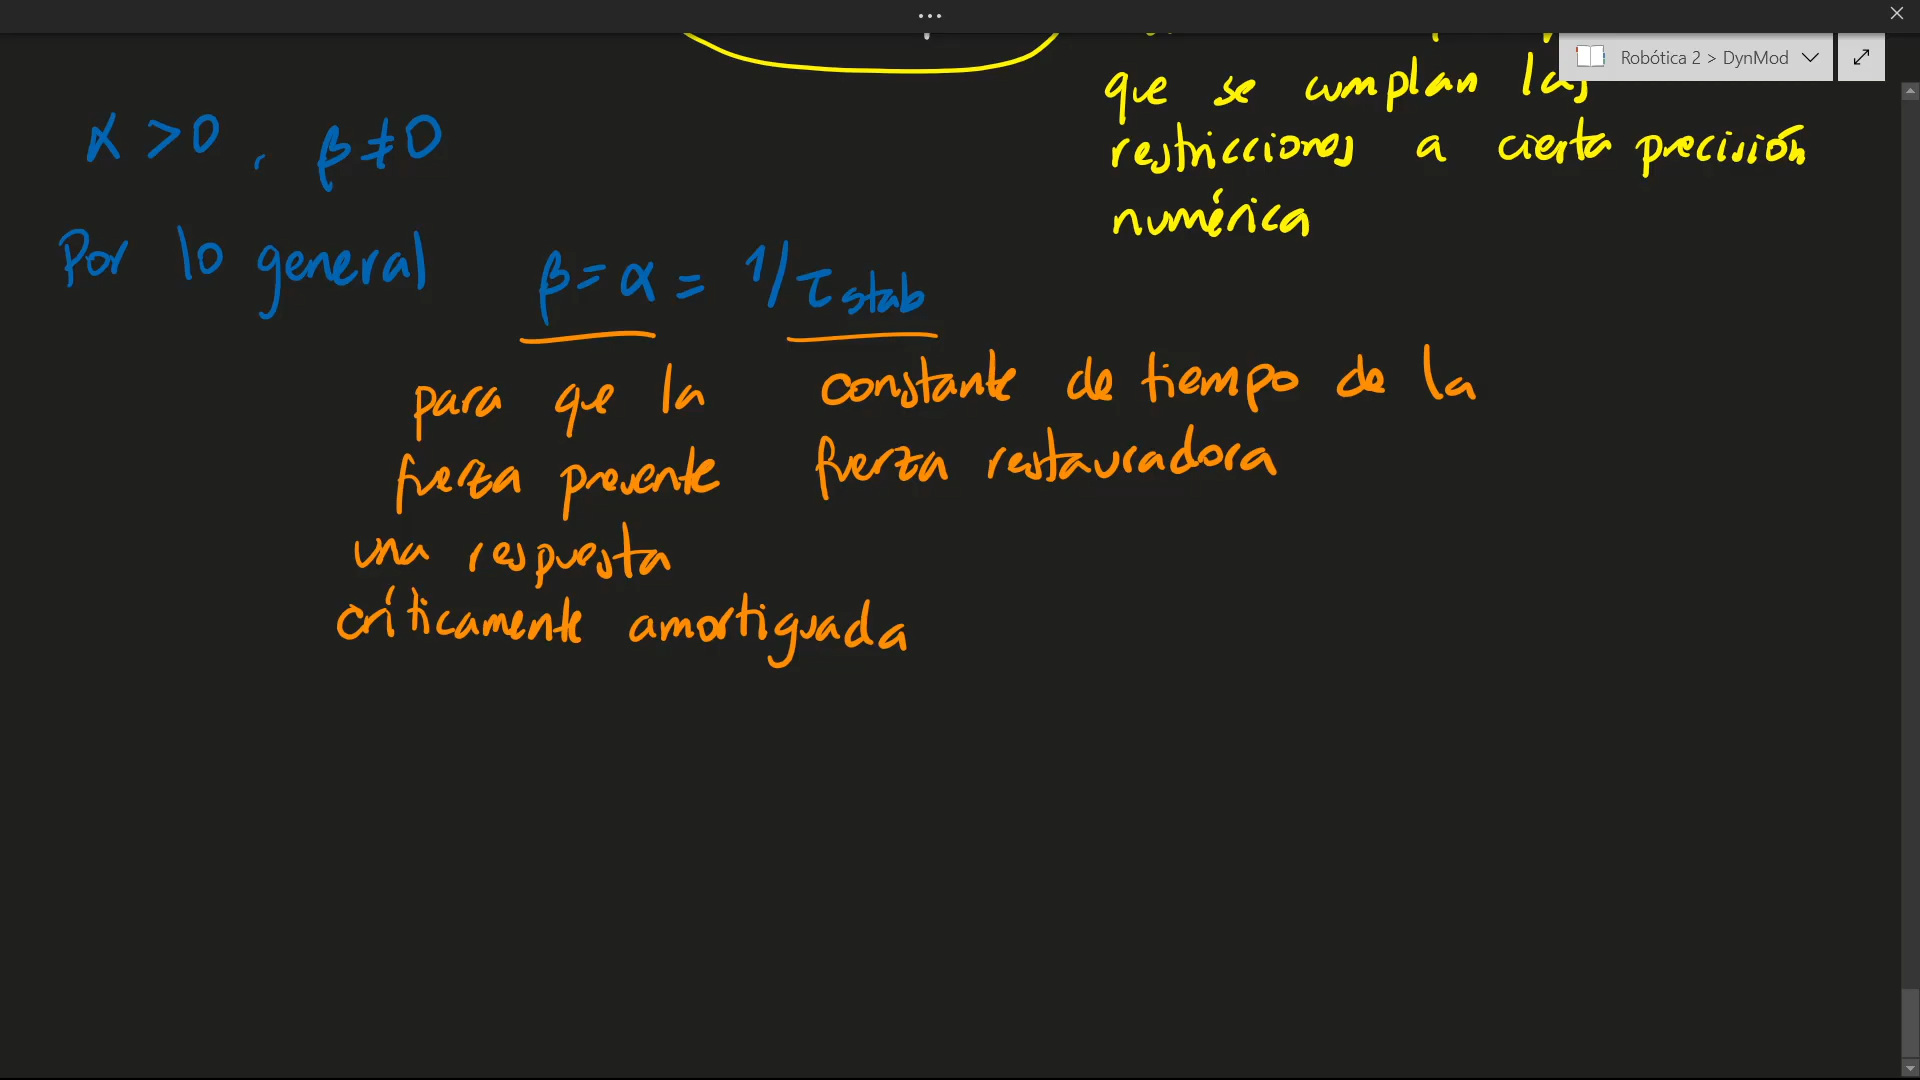 Robótica 2 > DynMod
que se cumplan las
restricciones a cierta precisión
numérica
α > 0 , β ≠ 0
Por lo general β = α = 1/τ stab
para que la
fuerza presente
una respuesta
críticamente amortiguada
constante de tiempo de la
fuerza restauradora